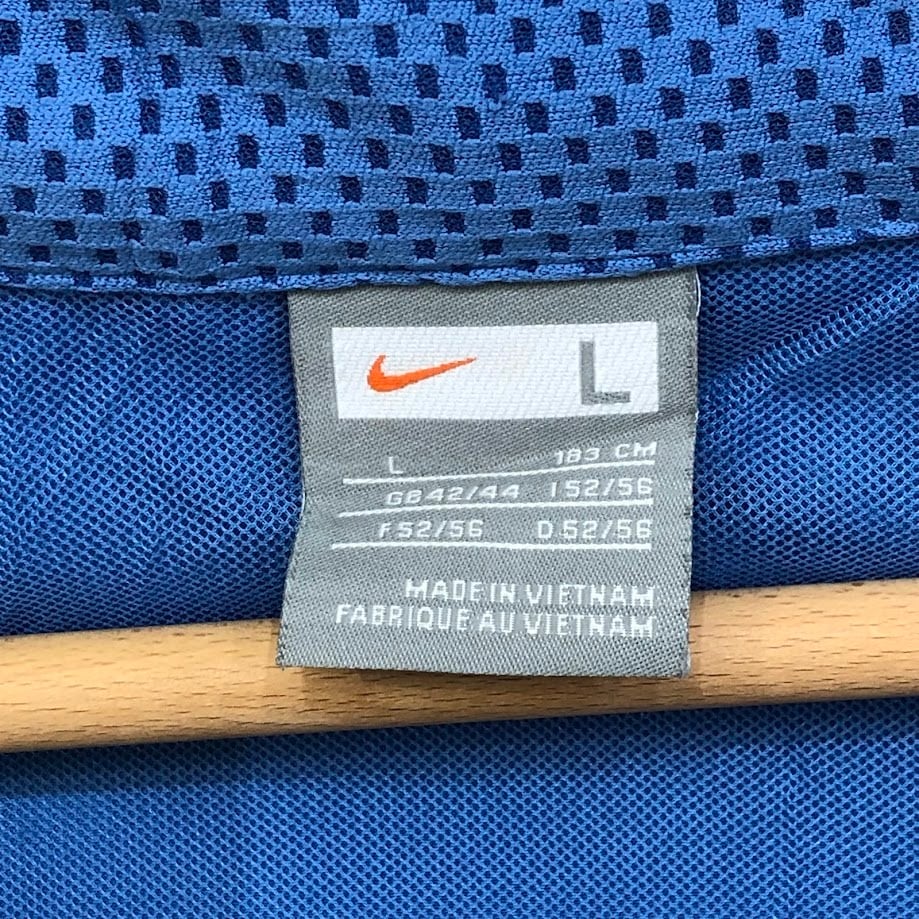 L
L 183 CM
GB 42/44 I 52/56
F 52/56 D 52/56
MADE IN VIETNAM
FABRIQUE AU VIETNAM